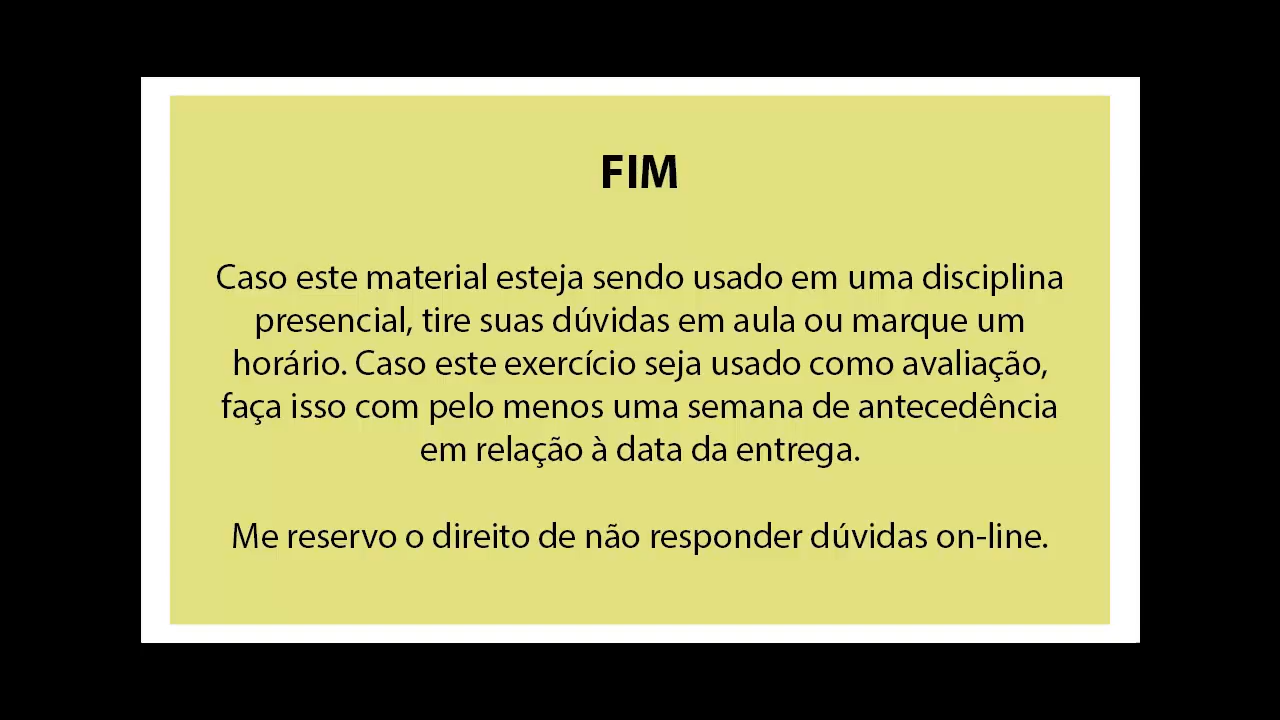 FIM
Caso este material esteja sendo usado em uma disciplina
presencial, tire suas dúvidas em aula ou marque um
horário. Caso este exercício seja usado como avaliação,
faça isso com pelo menos uma semana de antecedência
em relação à data da entrega.
Me reservo o direito de não responder dúvidas on-line.